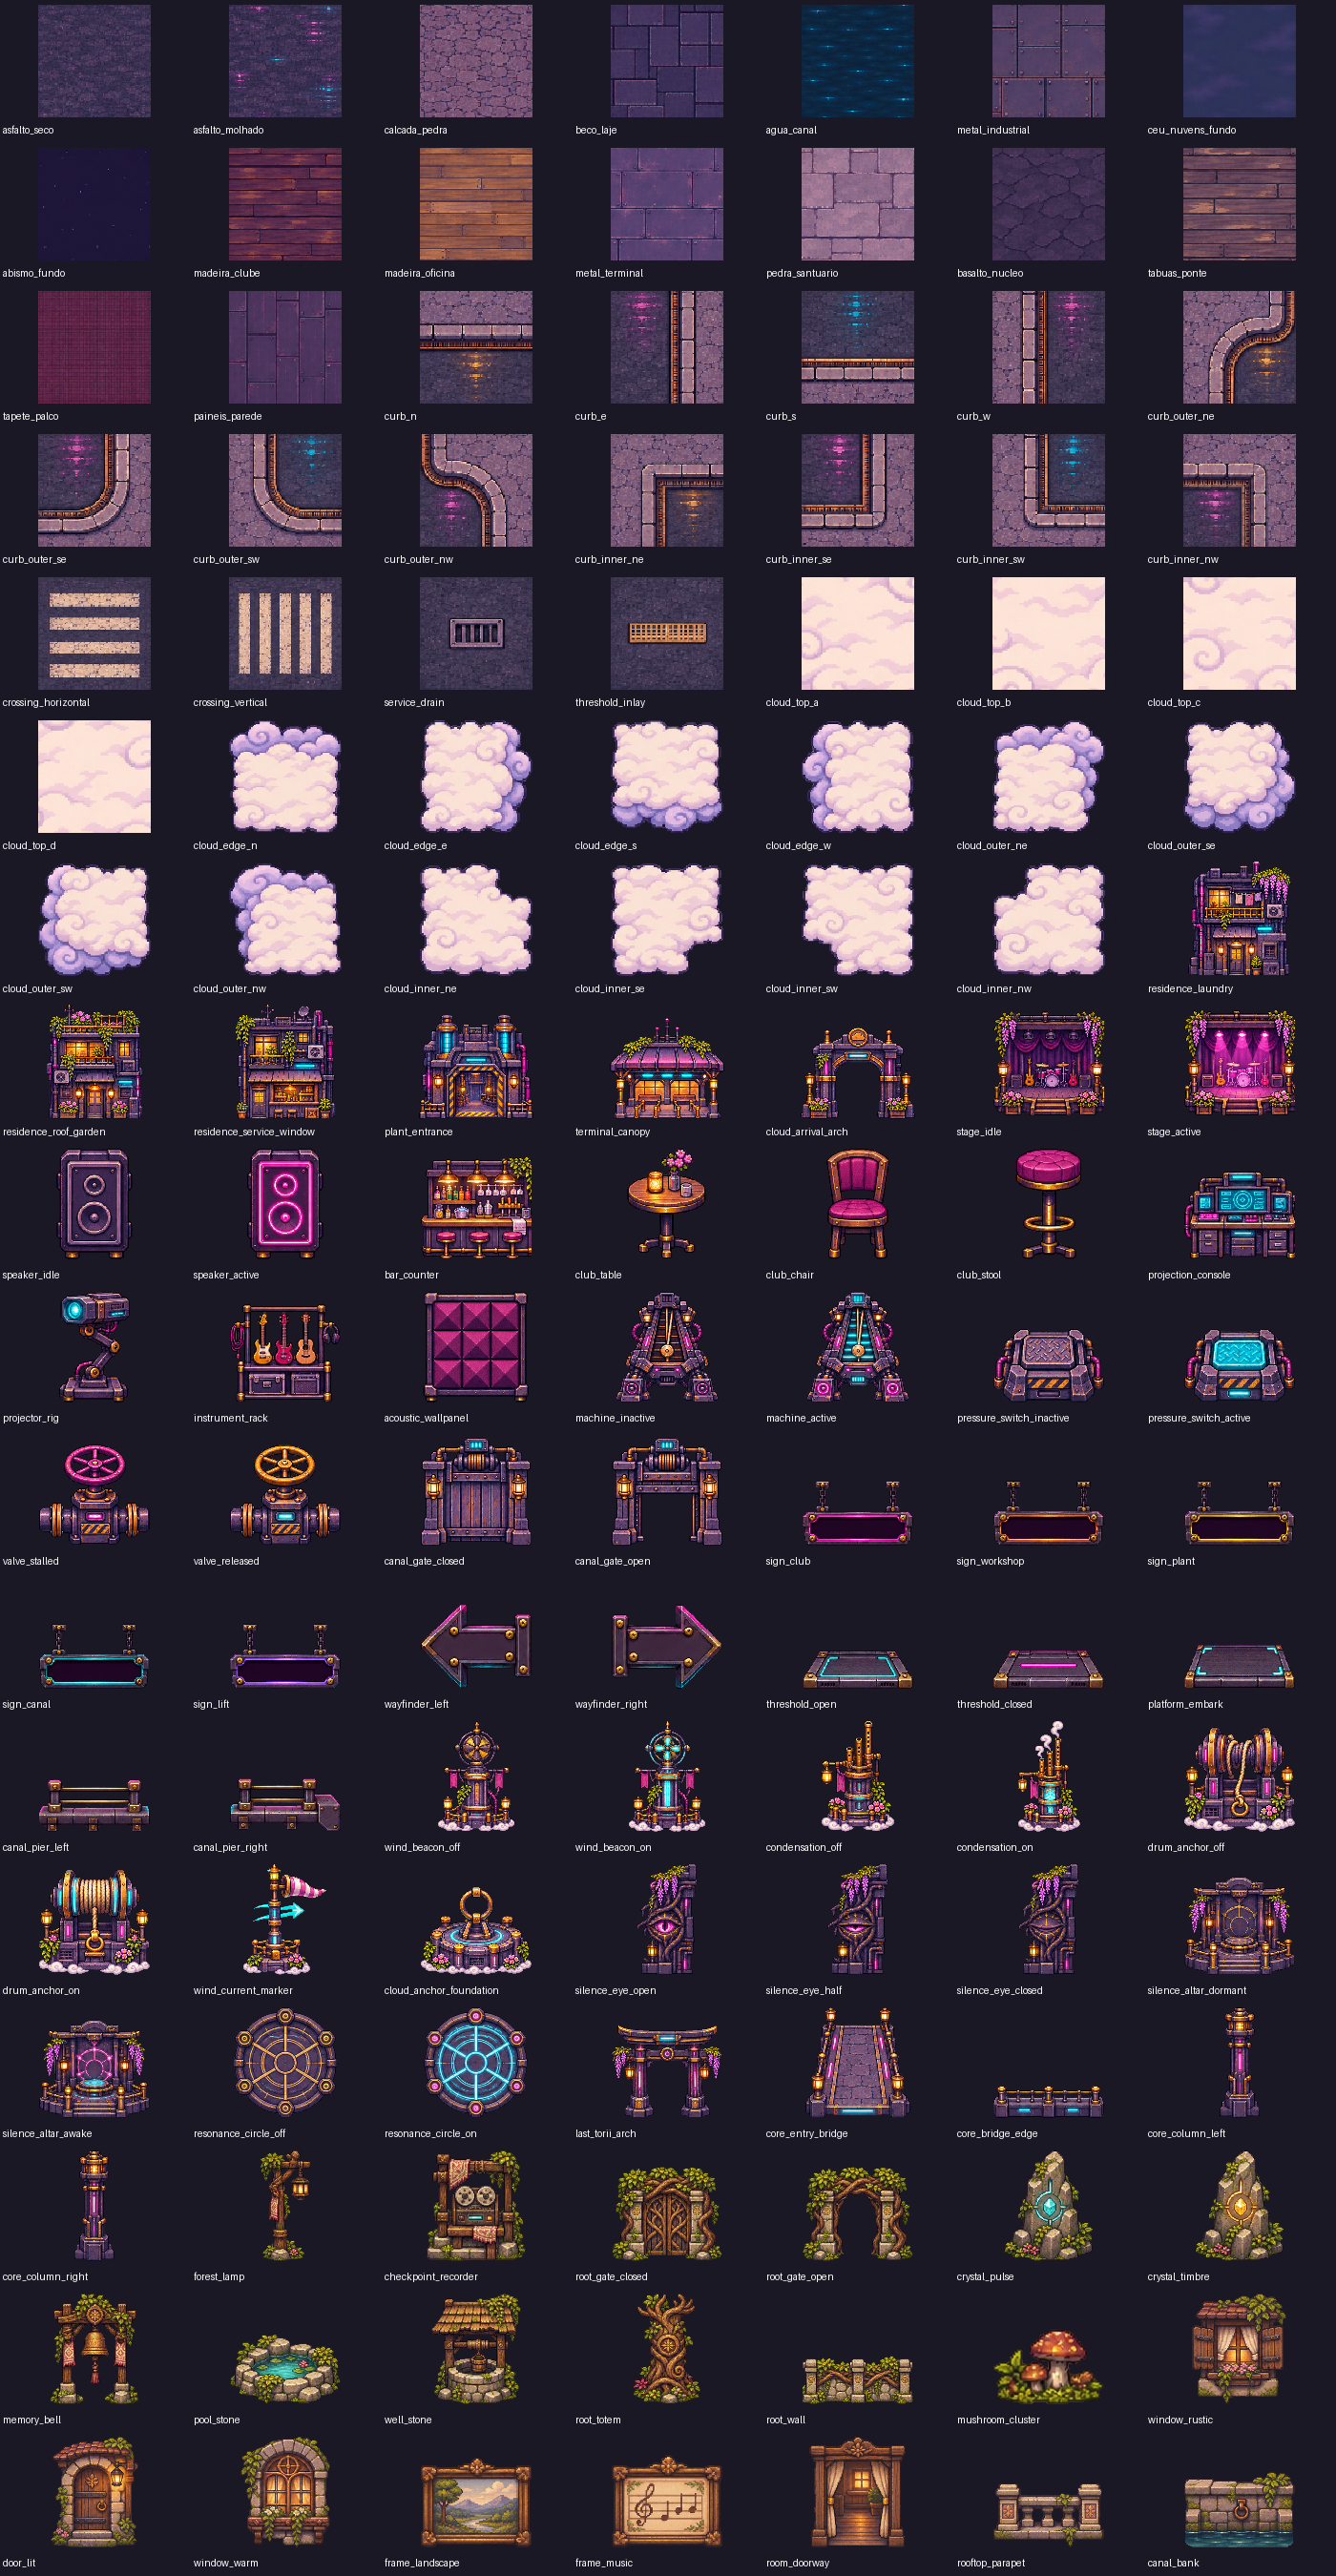 asfalto_seco asfalto_molhado calcada_pedra beco_laje agua_canal metal_industrial ceu_nuvens_fundo
abismo_fundo madeira_clube madeira_oficina metal_terminal pedra_santuario basalto_nucleo tabuas_ponte
tapete_palco paineis_parede curb_n curb_e curb_s curb_w curb_outer_ne
curb_outer_se curb_outer_sw curb_outer_nw curb_inner_ne curb_inner_se curb_inner_sw curb_inner_nw
crossing_horizontal crossing_vertical service_drain threshold_inlay cloud_top_a cloud_top_b cloud_top_c
cloud_top_d cloud_edge_n cloud_edge_e cloud_edge_s cloud_edge_w cloud_outer_ne cloud_outer_se
cloud_outer_sw cloud_outer_nw cloud_inner_ne cloud_inner_se cloud_inner_sw cloud_inner_nw residence_laundry
residence_roof_garden residence_service_window plant_entrance terminal_canopy cloud_arrival_arch stage_idle stage_active
speaker_idle speaker_active bar_counter club_table club_chair club_stool projection_console
projector_rig instrument_rack acoustic_wallpanel machine_inactive machine_active pressure_switch_inactive pressure_switch_active
valve_stalled valve_released canal_gate_closed canal_gate_open sign_club sign_workshop sign_plant
sign_canal sign_lift wayfinder_left wayfinder_right threshold_open threshold_closed platform_embark
canal_pier_left canal_pier_right wind_beacon_off wind_beacon_on condensation_off condensation_on drum_anchor_off
drum_anchor_on wind_current_marker cloud_anchor_foundation silence_eye_open silence_eye_half silence_eye_closed silence_altar_dormant
silence_altar_awake resonance_circle_off resonance_circle_on last_torii_arch core_entry_bridge core_bridge_edge core_column_left
core_column_right forest_lamp checkpoint_recorder root_gate_closed root_gate_open crystal_pulse crystal_timbre
memory_bell pool_stone well_stone root_totem root_wall mushroom_cluster window_rustic
door_lit window_warm frame_landscape frame_music room_doorway rooftop_parapet canal_bank